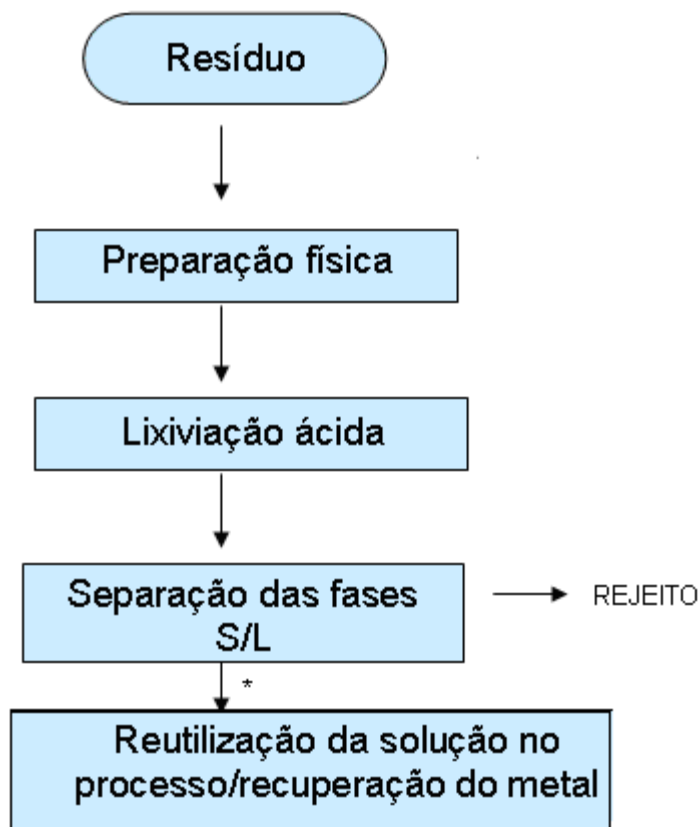 Resíduo
Preparação física
Lixiviação ácida
Separação das fases
S/L
REJEITO
*
Reutilização da solução no
processo/recuperação do metal